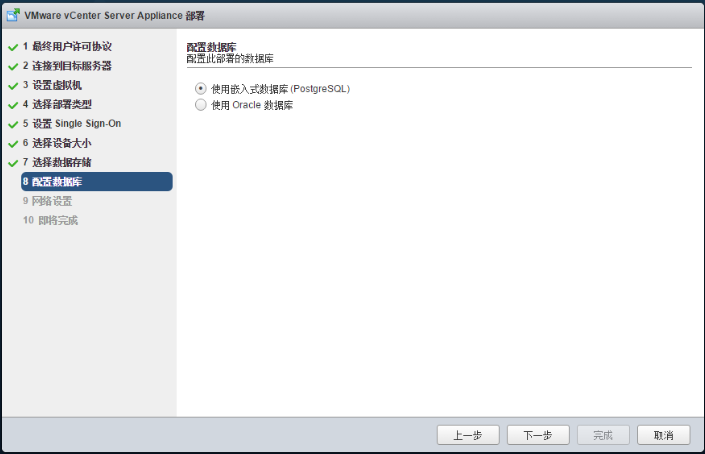 VMware vCenter Server Appliance 部署
1 最终用户许可协议
2 连接到目标服务器
3 设置虚拟机
4 选择部署类型
5 设置 Single Sign-On
6 选择设备大小
7 选择数据存储
8 配置数据库
9 网络设置
10 即将完成
配置数据库
配置此部署的数据库
使用嵌入式数据库 (PostgreSQL)
使用 Oracle 数据库
上一步 下一步 完成 取消